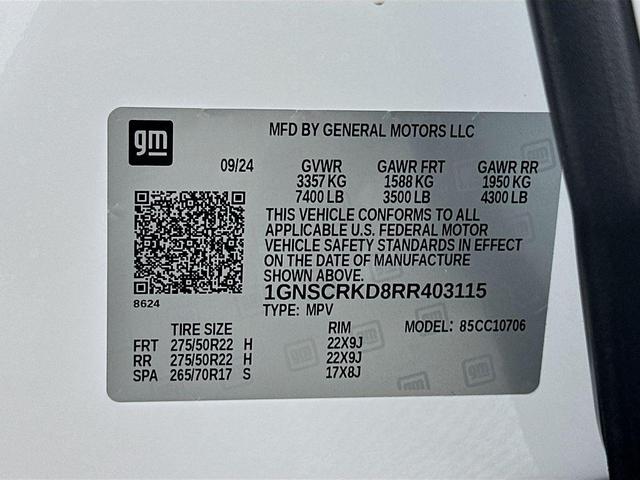 gm
MFD BY GENERAL MOTORS LLC
09/24 GVWR GAWR FRT GAWR RR
3357 KG 1588 KG 1950 KG
7400 LB 3500 LB 4300 LB
THIS VEHICLE CONFORMS TO ALL
APPLICABLE U.S. FEDERAL MOTOR
VEHICLE SAFETY STANDARDS IN EFFECT
ON THE DATE OF MANUFACTURE
SHOWN ABOVE.
8624
1GNSCRKD8RR403115
TYPE: MPV
TIRE SIZE RIM MODEL: 85CC10706
FRT 275/50R22 H 22X9J
RR 275/50R22 H 22X9J
SPA 265/70R17 S 17X8J